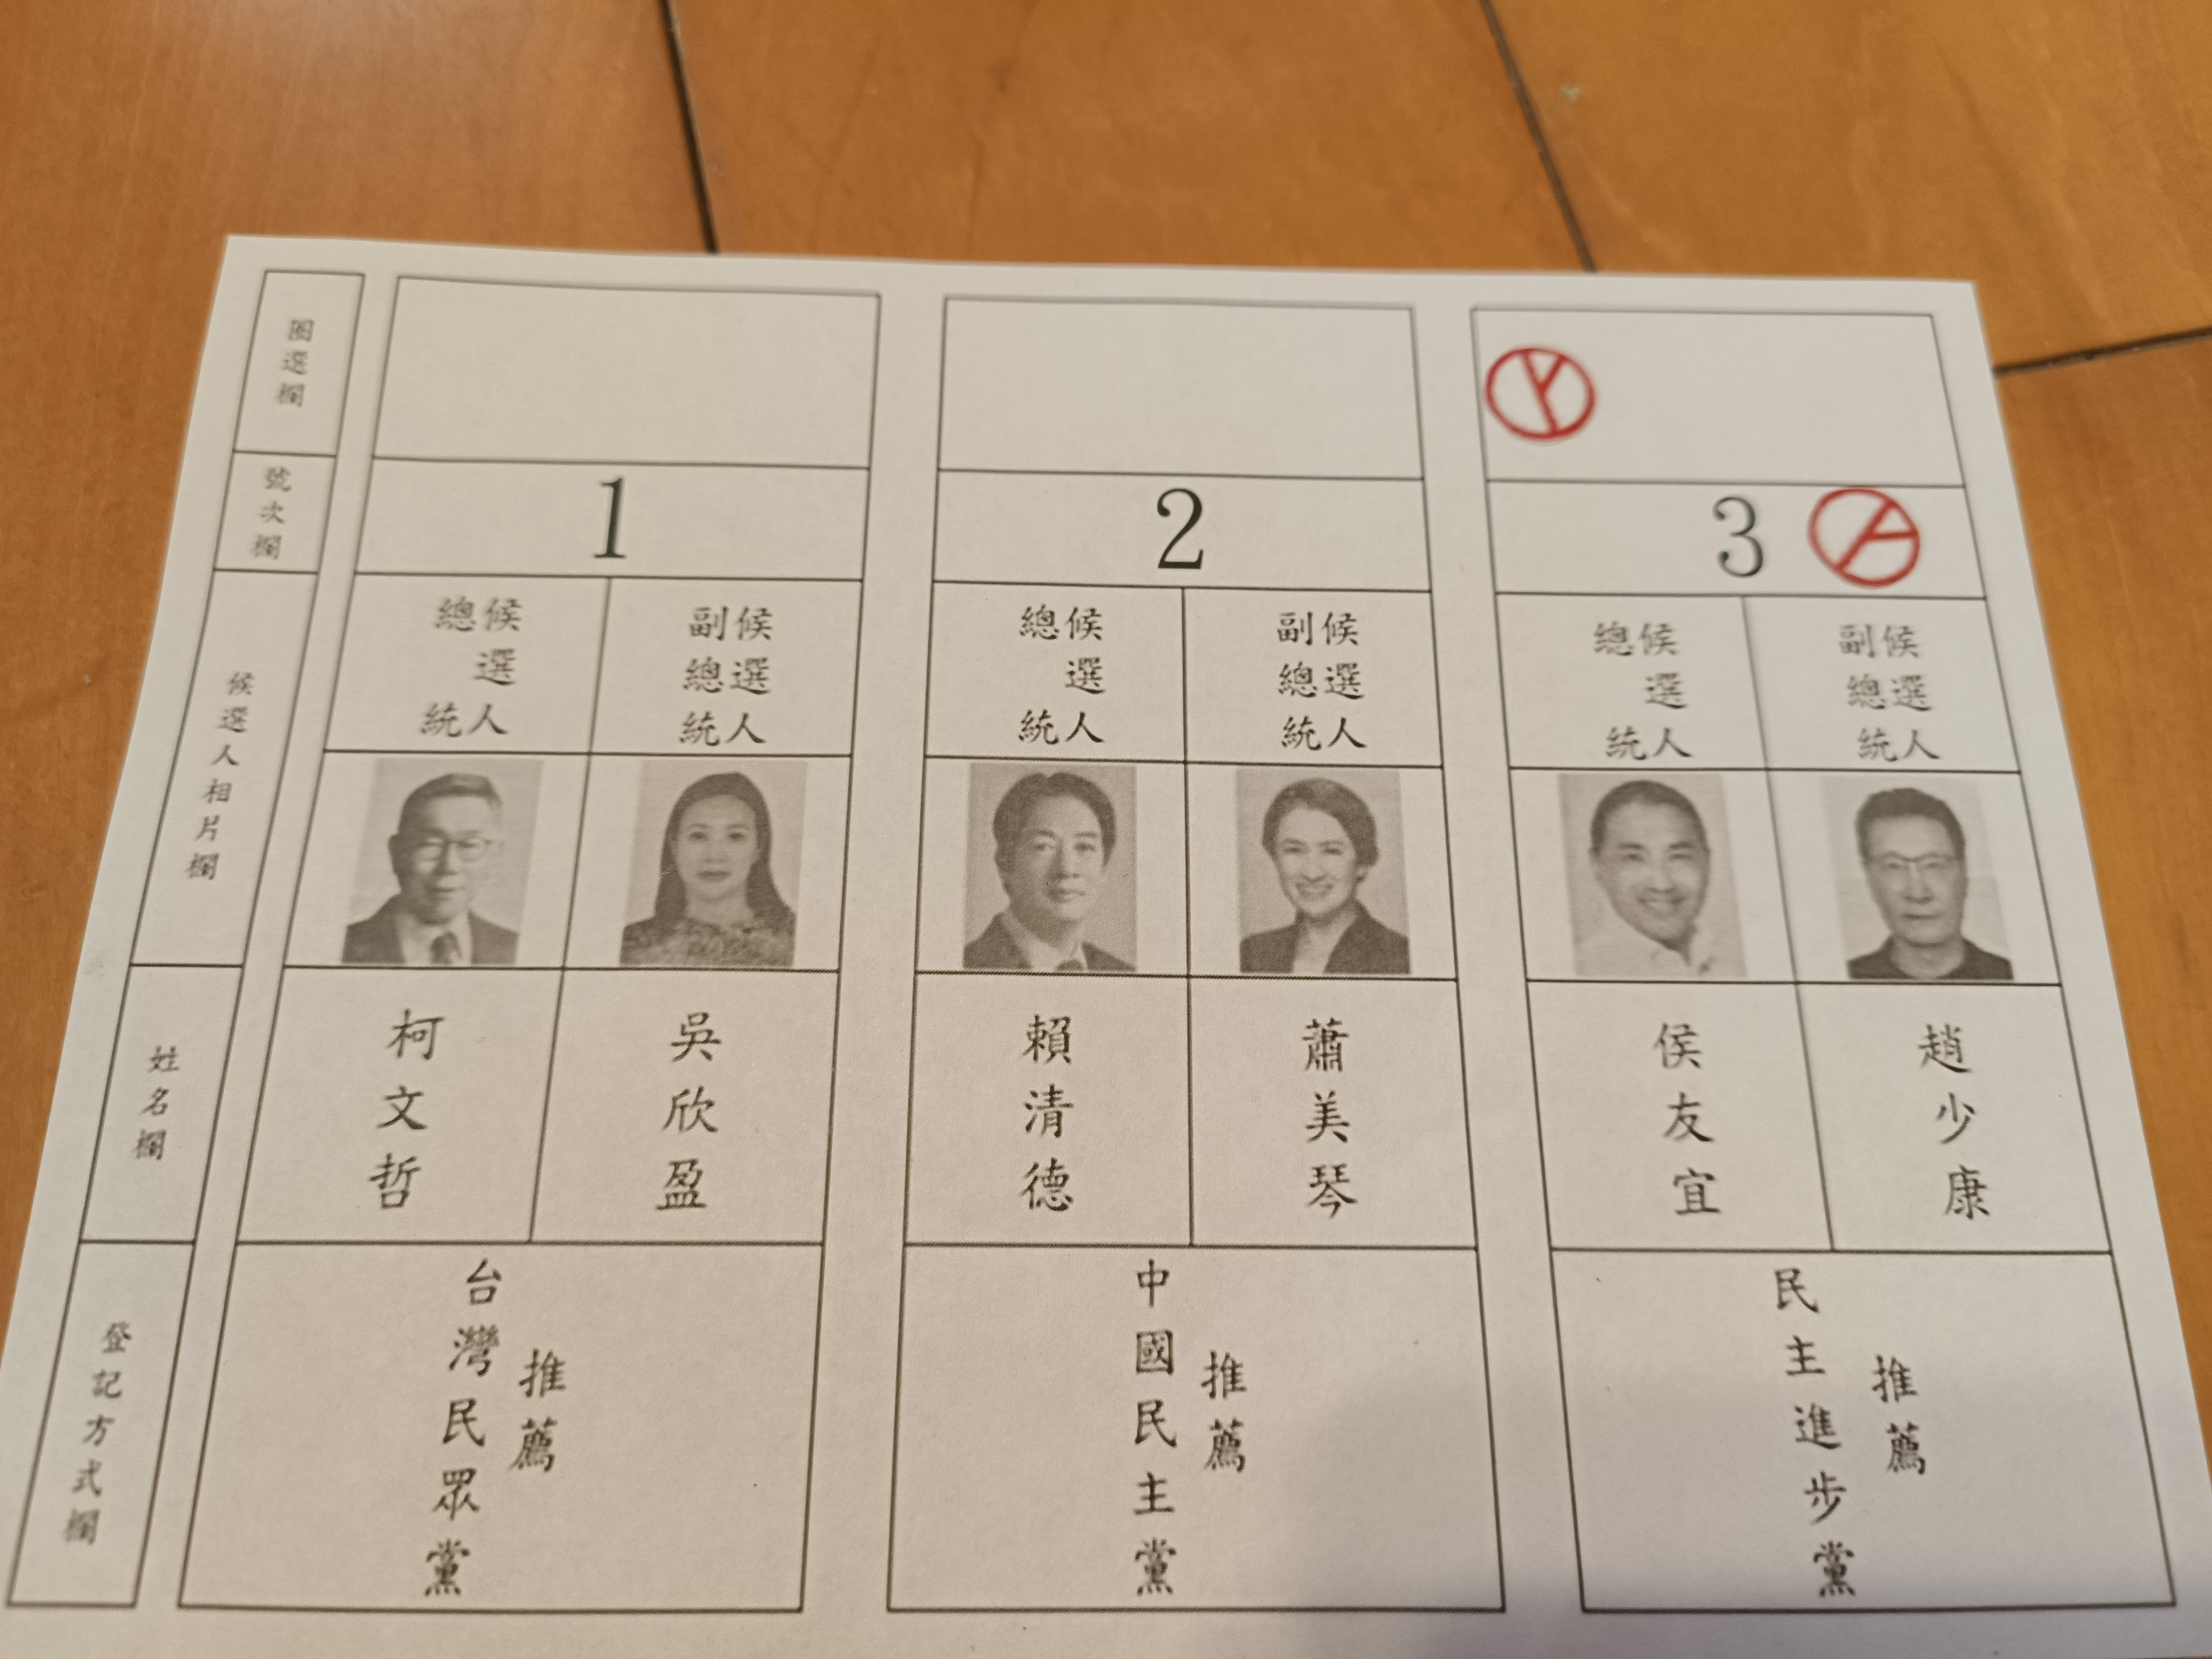 圈選欄
號次欄
候選人相片欄
姓名欄
登記方式欄
1
總統候選人
副總統候選人
柯文哲
吳欣盈
台灣民眾黨推薦
2
總統候選人
副總統候選人
賴清德
蕭美琴
中國民主黨推薦
3
總統候選人
副總統候選人
侯友宜
趙少康
民主進步黨推薦